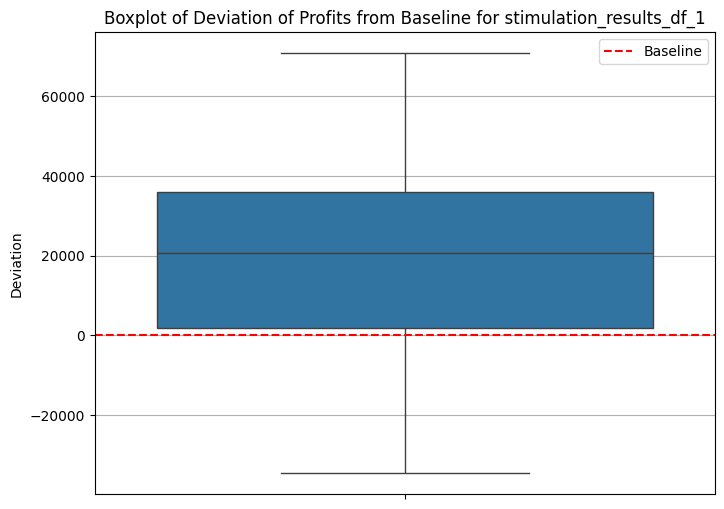 Boxplot of Deviation of Profits from Baseline for stimulation_results_df_1
Baseline
60000
40000
20000
0
−20000
Deviation